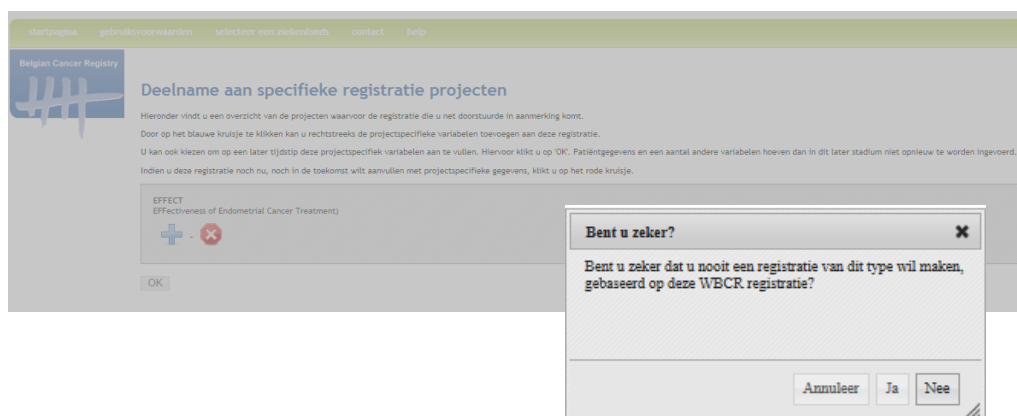 startpagina gebruiksvoorwaarden selecteer een ziekenfonds contact help
Belgian Cancer Registry
Deelname aan specifieke registratie projecten
Hieronder vindt u een overzicht van de projecten waarvoor de registratie die u net doorstuurde in aanmerking komt.
Door op het blauwe kruisje te klikken kan u rechtstreeks de projectspecifieke variabelen toevoegen aan deze registratie.
U kan ook kiezen om op een later tijdstip deze projectspecifiek variabelen aan te vullen. Hiervoor klikt u op 'OK'. Patiëntgegevens en een aantal andere variabelen hoeven dan in dit later stadium niet opnieuw te worden ingevoerd.
Indien u deze registratie noch nu, noch in de toekomst wilt aanvullen met projectspecifieke gegevens, klikt u op het rode kruisje.
EFFECT
EFFectiveness of Endometrial Cancer Treatment)
-
OK
Bent u zeker?
Bent u zeker dat u nooit een registratie van dit type wil maken,
gebaseerd op deze WBCR registratie?
Annuleer Ja Nee